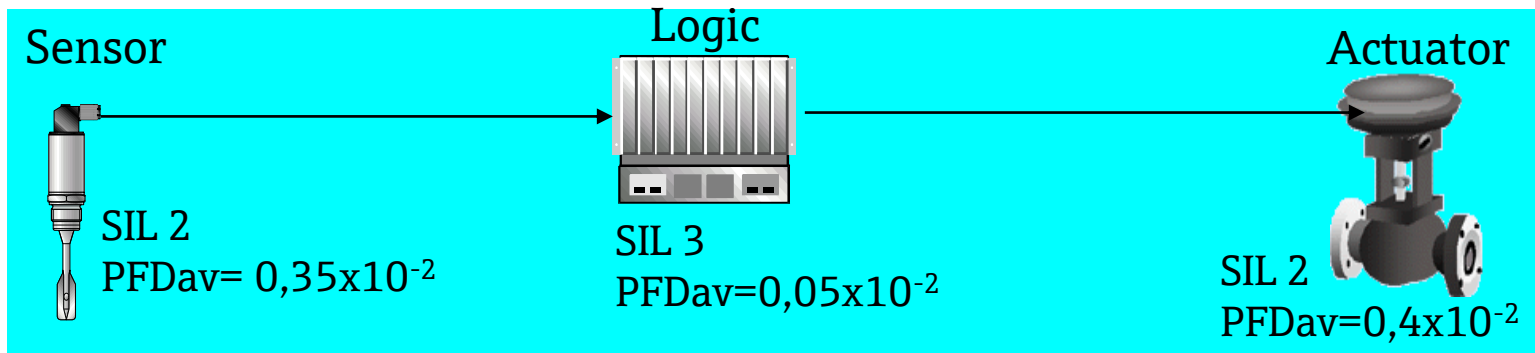 Sensor
Logic
Actuator
SIL 2
PFDav= 0,35x10⁻²
SIL 3
PFDav=0,05x10⁻²
SIL 2
PFDav=0,4x10⁻²